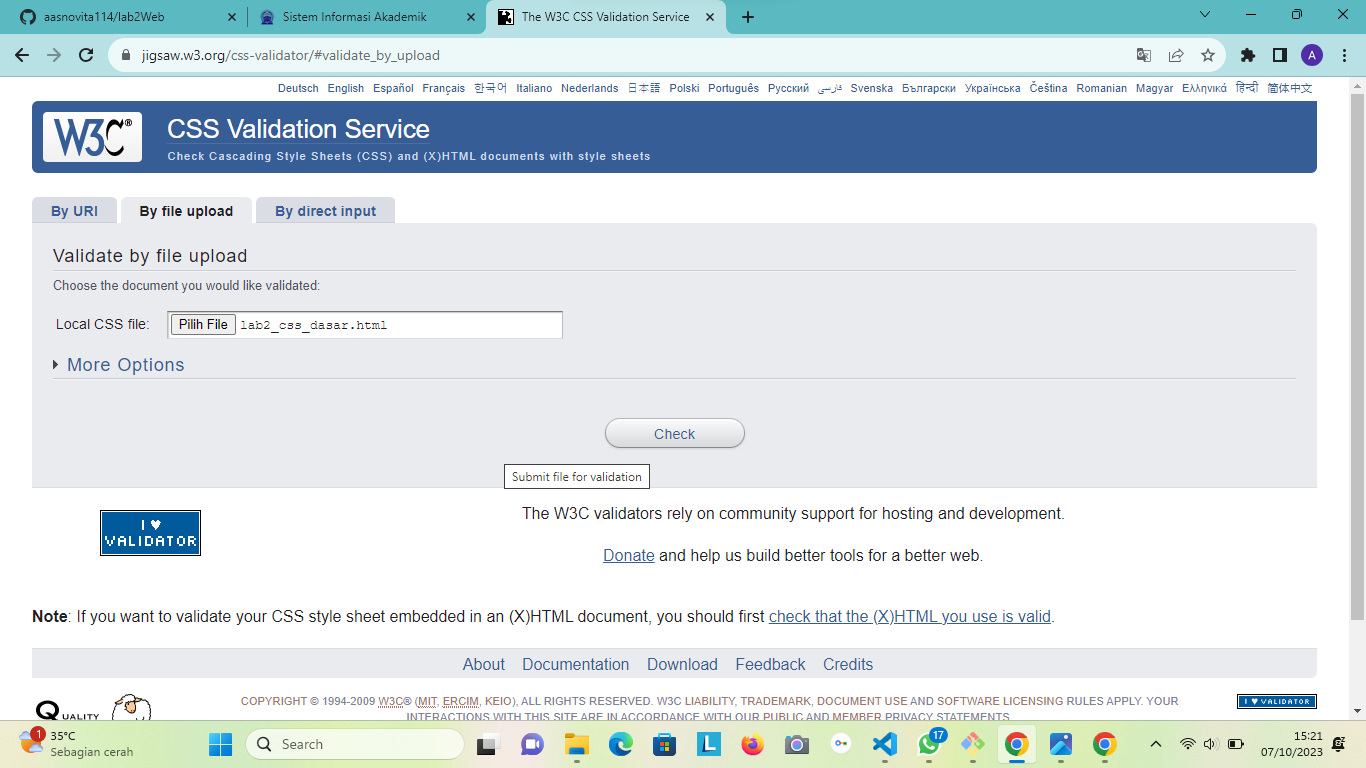 aasnovita114/lab2Web
Sistem Informasi Akademik
The W3C CSS Validation Service
jigsaw.w3.org/css-validator/#validate_by_upload
A
Deutsch English Español Français 한국어 Italiano Nederlands 日本語 Polski Português Русский فارسی Svenska Български Українська Čeština Romanian Magyar Ελληνικά हिन्दी 简体中文
W3C®
CSS Validation Service
Check Cascading Style Sheets (CSS) and (X)HTML documents with style sheets
By URI
By file upload
By direct input
Validate by file upload
Choose the document you would like validated:
Local CSS file: Pilih File lab2_css_dasar.html
More Options
Check
Submit file for validation
I ♥
VALIDATOR
The W3C validators rely on community support for hosting and development.
Donate and help us build better tools for a better web.
Note: If you want to validate your CSS style sheet embedded in an (X)HTML document, you should first check that the (X)HTML you use is valid.
About Documentation Download Feedback Credits
QUALITY
COPYRIGHT © 1994-2009 W3C® (MIT, ERCIM, KEIO), ALL RIGHTS RESERVED. W3C LIABILITY, TRADEMARK, DOCUMENT USE AND SOFTWARE LICENSING RULES APPLY. YOUR
INTERACTIONS WITH THIS SITE ARE IN ACCORDANCE WITH OUR PUBLIC AND MEMBER PRIVACY STATEMENTS.
I ♥ VALIDATOR
1
35°C
Sebagian cerah
Search
L
17
15:21
07/10/2023